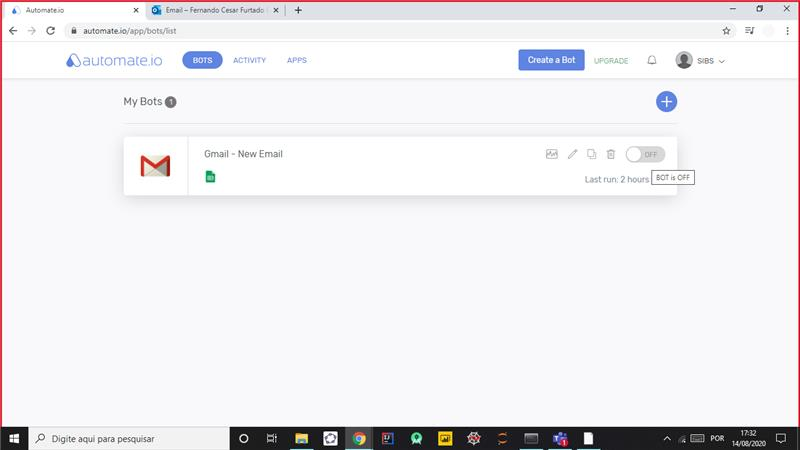 Automate.io
Email – Fernando Cesar Furtado
automate.io/app/bots/list
automate.io
BOTS
ACTIVITY
APPS
Create a Bot
UPGRADE
SIBS
My Bots 1
Gmail - New Email
OFF
Last run: 2 hours
BOT is OFF
Digite aqui para pesquisar
1
POR
17:32
14/08/2020